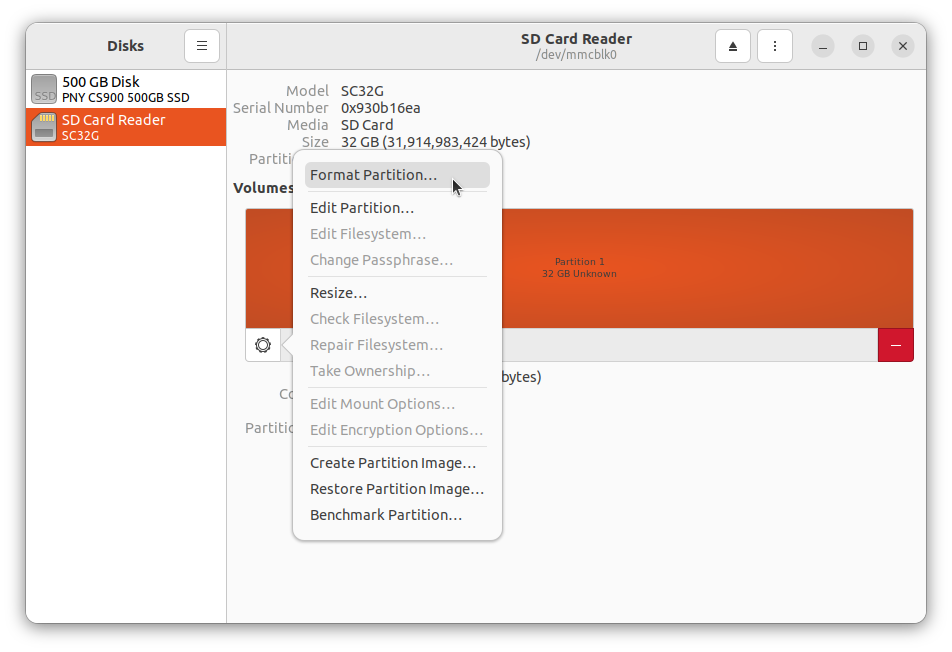 Disks
SD Card Reader
/dev/mmcblk0
500 GB Disk
PNY CS900 500GB SSD
SSD
SD Card Reader
SC32G
Model SC32G
Serial Number 0x930b16ea
Media SD Card
Size 32 GB (31,914,983,424 bytes)
Partiti
Volumes
Format Partition…
Edit Partition…
Edit Filesystem…
Change Passphrase…
Resize…
Check Filesystem…
Repair Filesystem…
Take Ownership…
Edit Mount Options…
Edit Encryption Options…
Create Partition Image…
Restore Partition Image…
Benchmark Partition…
Partition 1
32 GB Unknown
bytes)
Co
Partitio